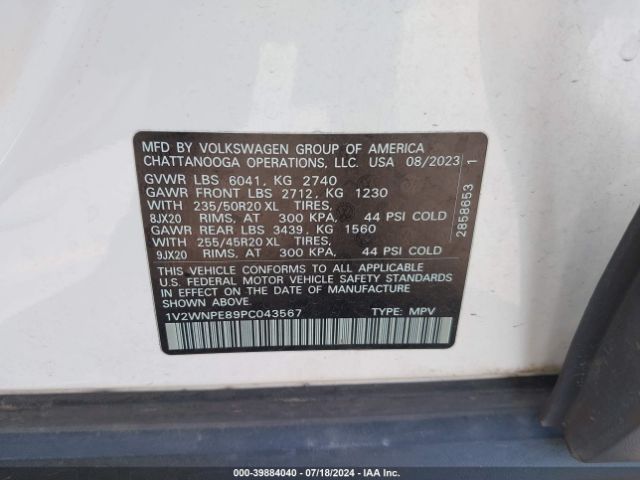 MFD BY VOLKSWAGEN GROUP OF AMERICA
CHATTANOOGA OPERATIONS, LLC. USA 08/2023
GVWR LBS 6041, KG 2740
GAWR FRONT LBS 2712, KG 1230
WITH 235/50R20 XL TIRES,
8JX20 RIMS, AT 300 KPA, 44 PSI COLD
GAWR REAR LBS 3439, KG 1560
WITH 255/45R20 XL TIRES,
9JX20 RIMS, AT 300 KPA, 44 PSI COLD
THIS VEHICLE CONFORMS TO ALL APPLICABLE
U.S. FEDERAL MOTOR VEHICLE SAFETY STANDARDS
IN EFFECT ON THE DATE OF MANUFACTURE
SHOWN ABOVE.
1V2WNPE89PC043567 TYPE: MPV
2858653 1
000-39884040 - 07/18/2024 - IAA Inc.